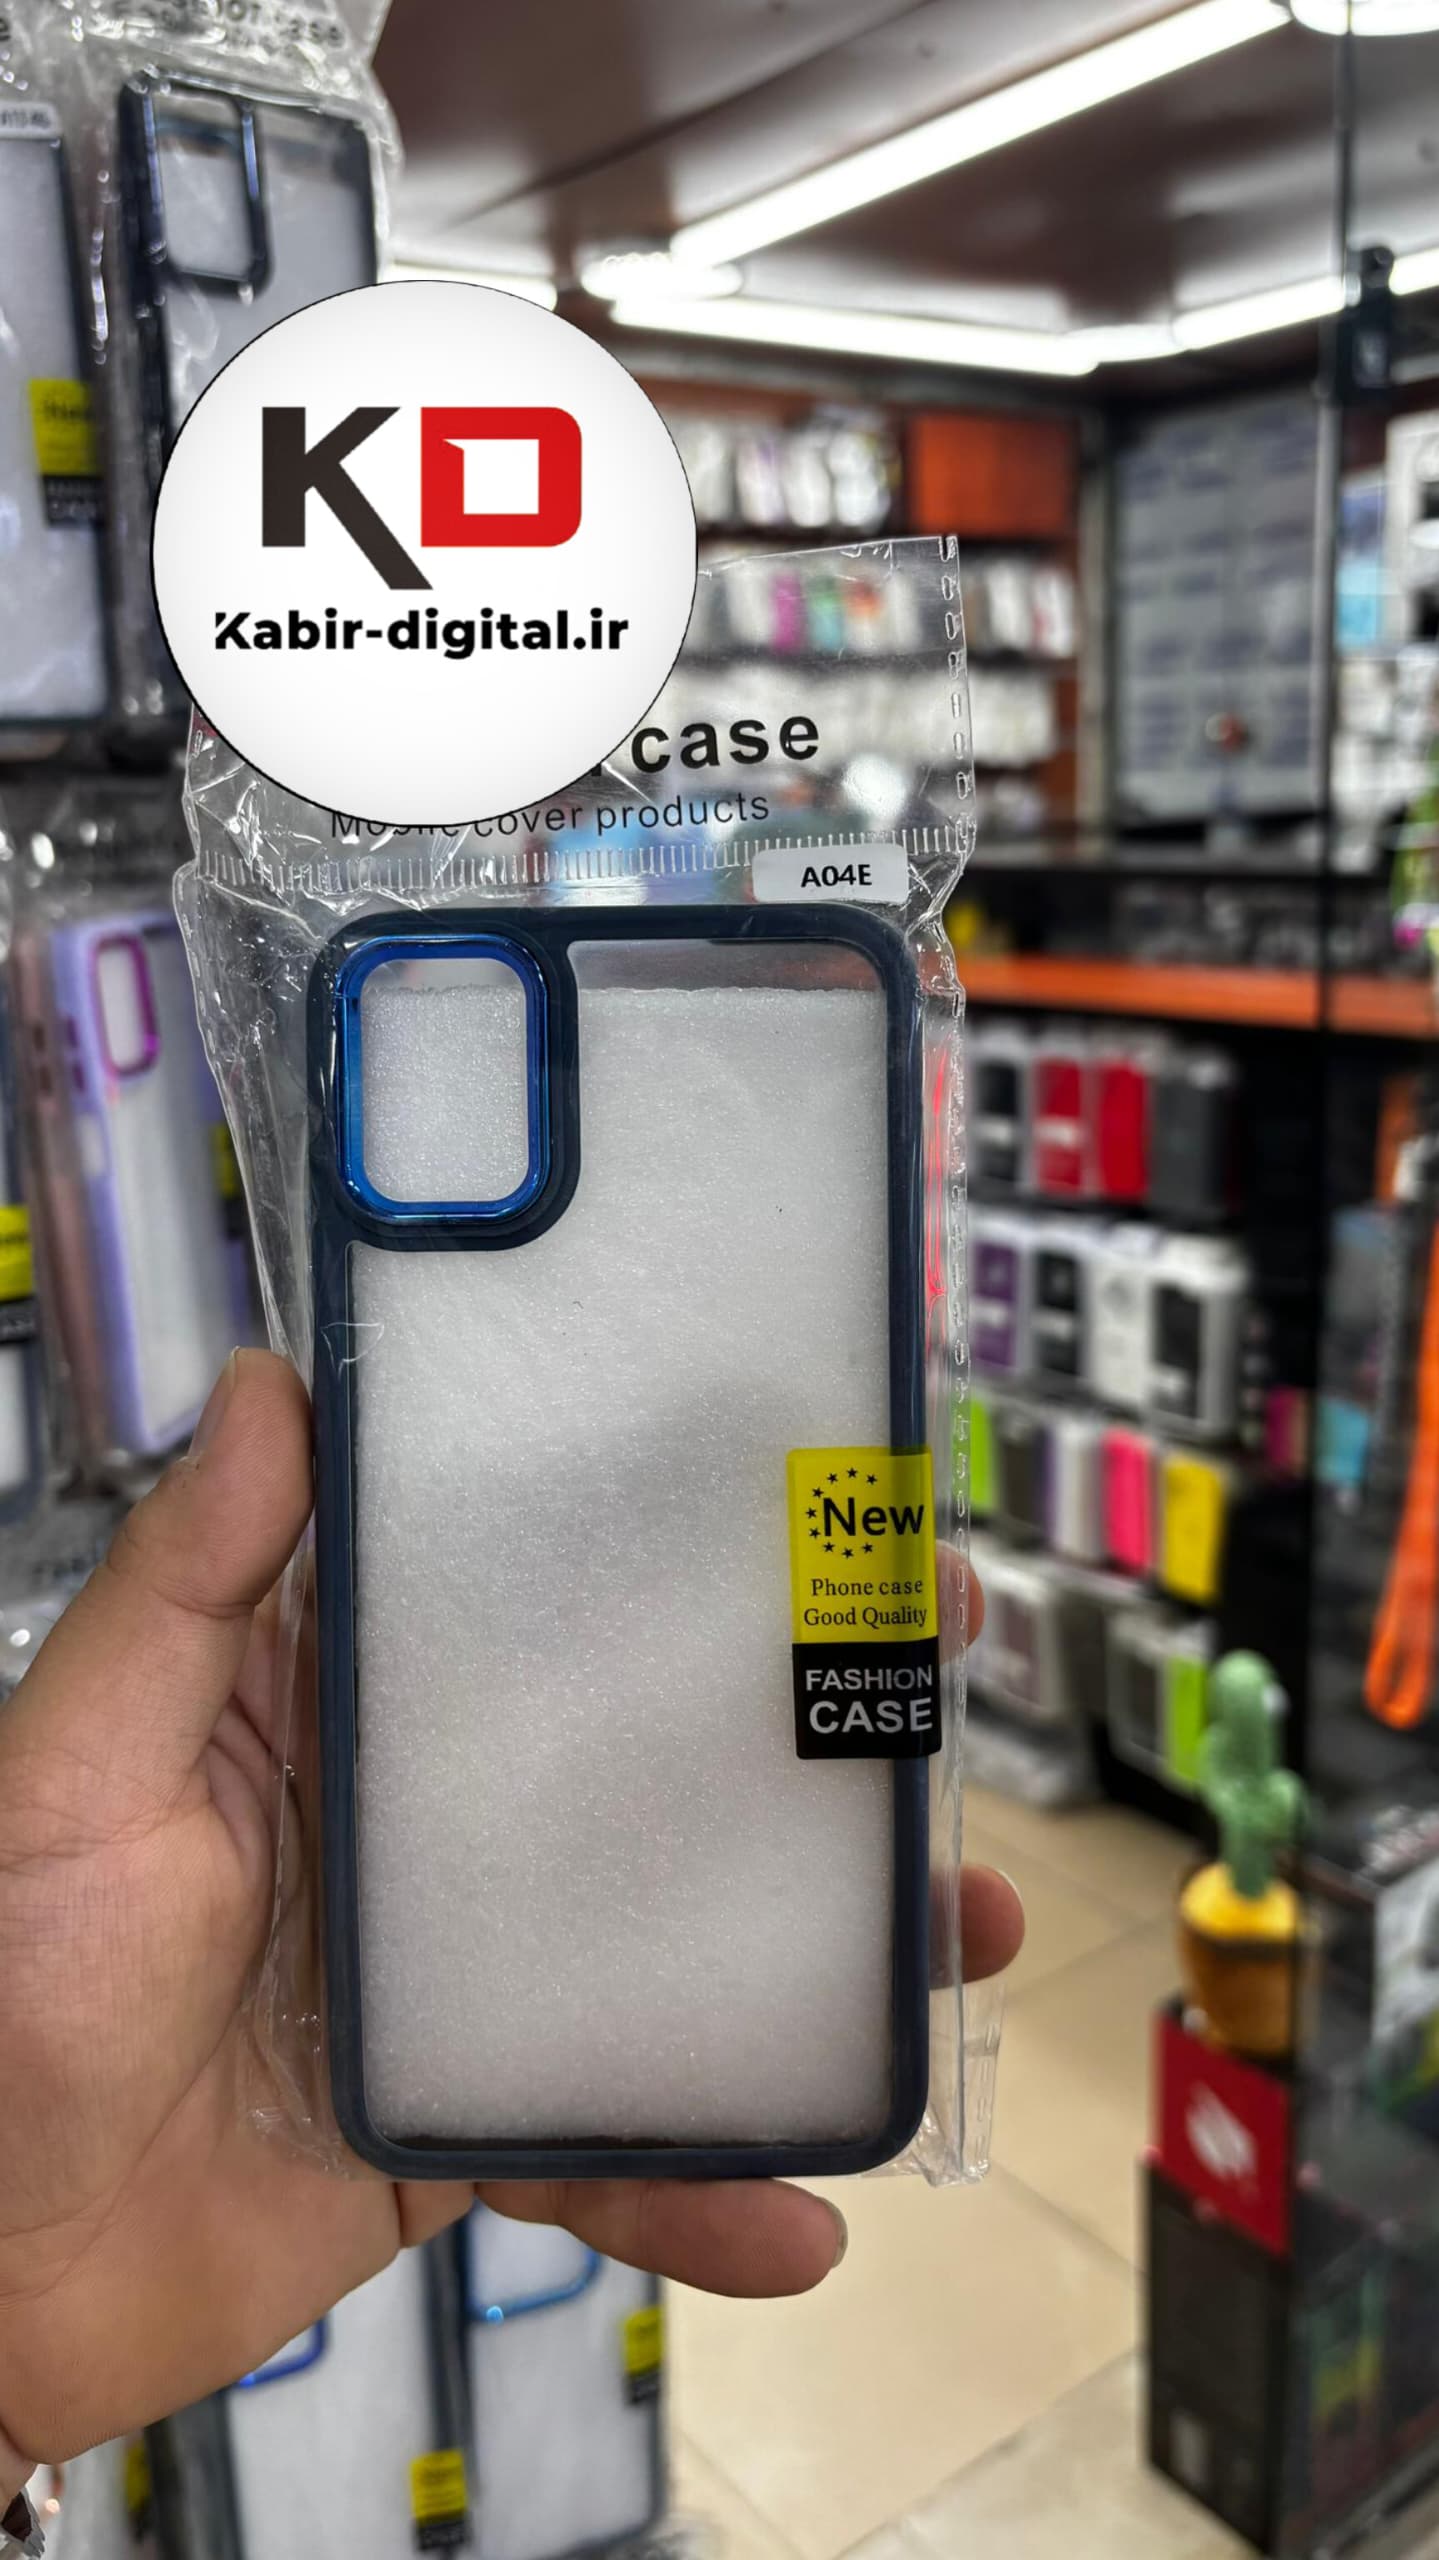 KD
Kabir-digital.ir
case
Mobile cover products
A04E
New
Phone case
Good Quality
FASHION
CASE